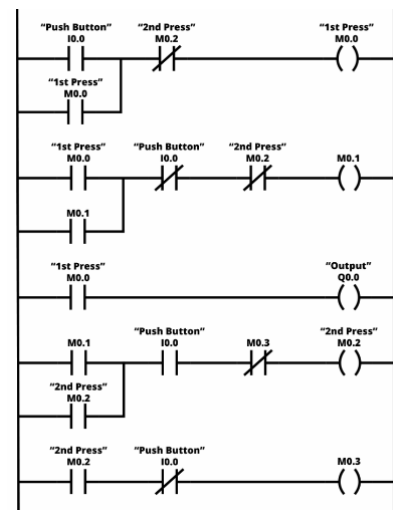 "Push Button" "2nd Press" "1st Press"
I0.0 M0.2 M0.0
"1st Press"
M0.0
"1st Press" "Push Button" "2nd Press"
M0.0 I0.0 M0.2 M0.1
M0.1
"1st Press" "Output"
M0.0 Q0.0
"Push Button" "2nd Press"
M0.1 I0.0 M0.3 M0.2
"2nd Press"
M0.2
"2nd Press" "Push Button"
M0.2 I0.0 M0.3